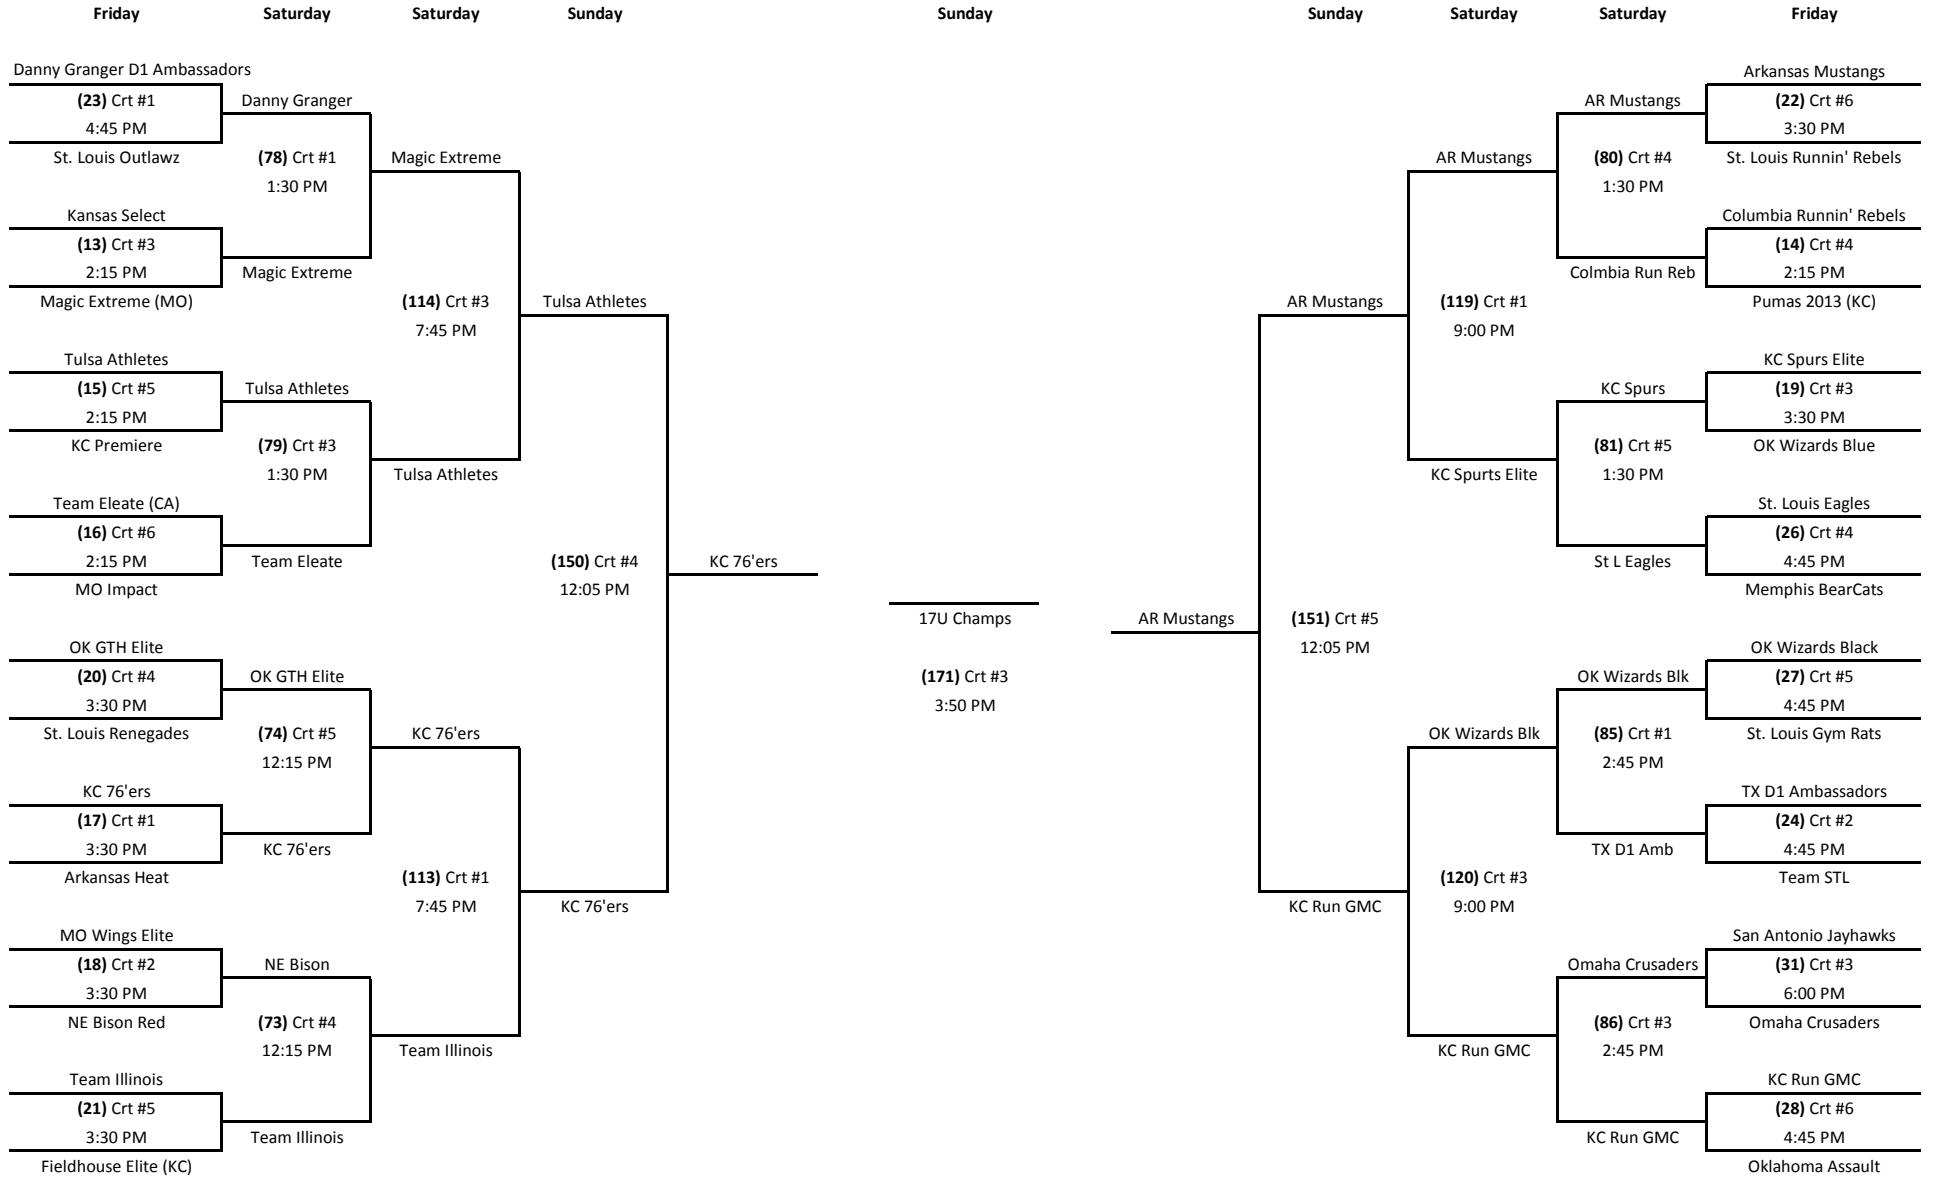 Friday
Saturday
Saturday
Sunday
Sunday
Sunday
Saturday
Saturday
Friday
Danny Granger D1 Ambassadors
(23) Crt #1
4:45 PM
St. Louis Outlawz
Kansas Select
(13) Crt #3
2:15 PM
Magic Extreme (MO)
Tulsa Athletes
(15) Crt #5
2:15 PM
KC Premiere
Team Eleate (CA)
(16) Crt #6
2:15 PM
MO Impact
OK GTH Elite
(20) Crt #4
3:30 PM
St. Louis Renegades
KC 76'ers
(17) Crt #1
3:30 PM
Arkansas Heat
MO Wings Elite
(18) Crt #2
3:30 PM
NE Bison Red
Team Illinois
(21) Crt #5
3:30 PM
Fieldhouse Elite (KC)
Danny Granger
(78) Crt #1
1:30 PM
Magic Extreme
Tulsa Athletes
(79) Crt #3
1:30 PM
Team Eleate
OK GTH Elite
(74) Crt #5
12:15 PM
KC 76'ers
NE Bison
(73) Crt #4
12:15 PM
Team Illinois
Magic Extreme
(114) Crt #3
7:45 PM
Tulsa Athletes
KC 76'ers
(113) Crt #1
7:45 PM
Team Illinois
Tulsa Athletes
(150) Crt #4
12:05 PM
KC 76'ers
KC 76'ers
17U Champs
(171) Crt #3
3:50 PM
AR Mustangs
AR Mustangs
(151) Crt #5
12:05 PM
KC Run GMC
AR Mustangs
(119) Crt #1
9:00 PM
KC Spurts Elite
OK Wizards Blk
(120) Crt #3
9:00 PM
KC Run GMC
AR Mustangs
(80) Crt #4
1:30 PM
Colmbia Run Reb
KC Spurs
(81) Crt #5
1:30 PM
St L Eagles
OK Wizards Blk
(85) Crt #1
2:45 PM
TX D1 Amb
Omaha Crusaders
(86) Crt #3
2:45 PM
KC Run GMC
Arkansas Mustangs
(22) Crt #6
3:30 PM
St. Louis Runnin' Rebels
Columbia Runnin' Rebels
(14) Crt #4
2:15 PM
Pumas 2013 (KC)
KC Spurs Elite
(19) Crt #3
3:30 PM
OK Wizards Blue
St. Louis Eagles
(26) Crt #4
4:45 PM
Memphis BearCats
OK Wizards Black
(27) Crt #5
4:45 PM
St. Louis Gym Rats
TX D1 Ambassadors
(24) Crt #2
4:45 PM
Team STL
San Antonio Jayhawks
(31) Crt #3
6:00 PM
Omaha Crusaders
KC Run GMC
(28) Crt #6
4:45 PM
Oklahoma Assault